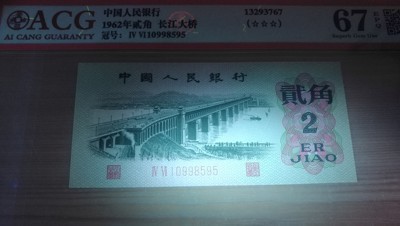 ACG
AI CANG GUARANTY
中国人民银行
1962年贰角 长江大桥
冠号: IV VI10998595
13293767
(☆☆☆)
67
EPQ
中國人民銀行
貳角
2
ER
JIAO
IV VI 10998595